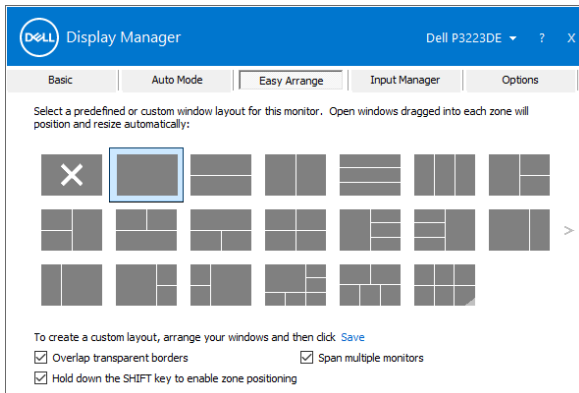 DELL Display Manager Dell P3223DE ? X
Basic Auto Mode Easy Arrange Input Manager Options
Select a predefined or custom window layout for this monitor. Open windows dragged into each zone will
position and resize automatically:
>
To create a custom layout, arrange your windows and then click Save
Overlap transparent borders Span multiple monitors
Hold down the SHIFT key to enable zone positioning